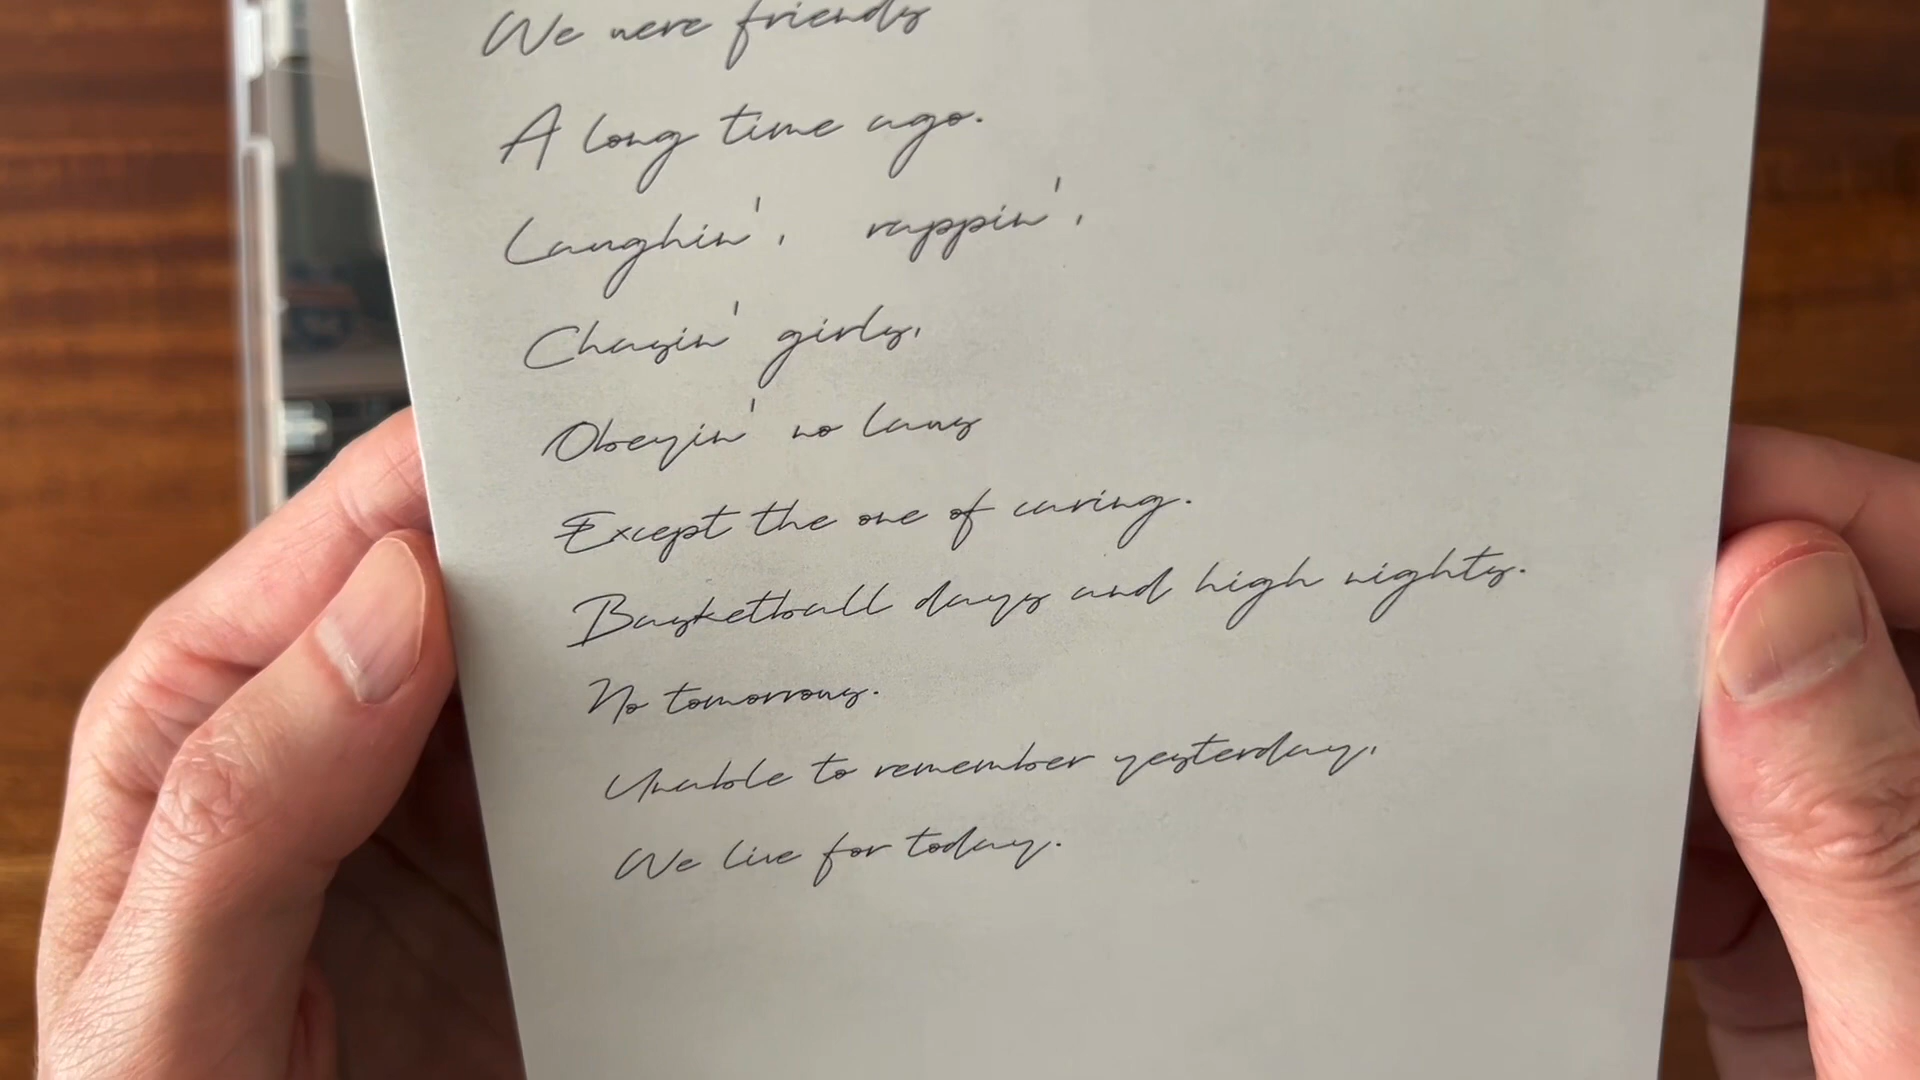 We were friends
A long time ago.
Laughin', rappin',
Chasin' girls,
Obeyin' no laws
Except the one of caring.
Basketball days and high nights.
No tomorrows.
Unable to remember yesterday,
We live for today.